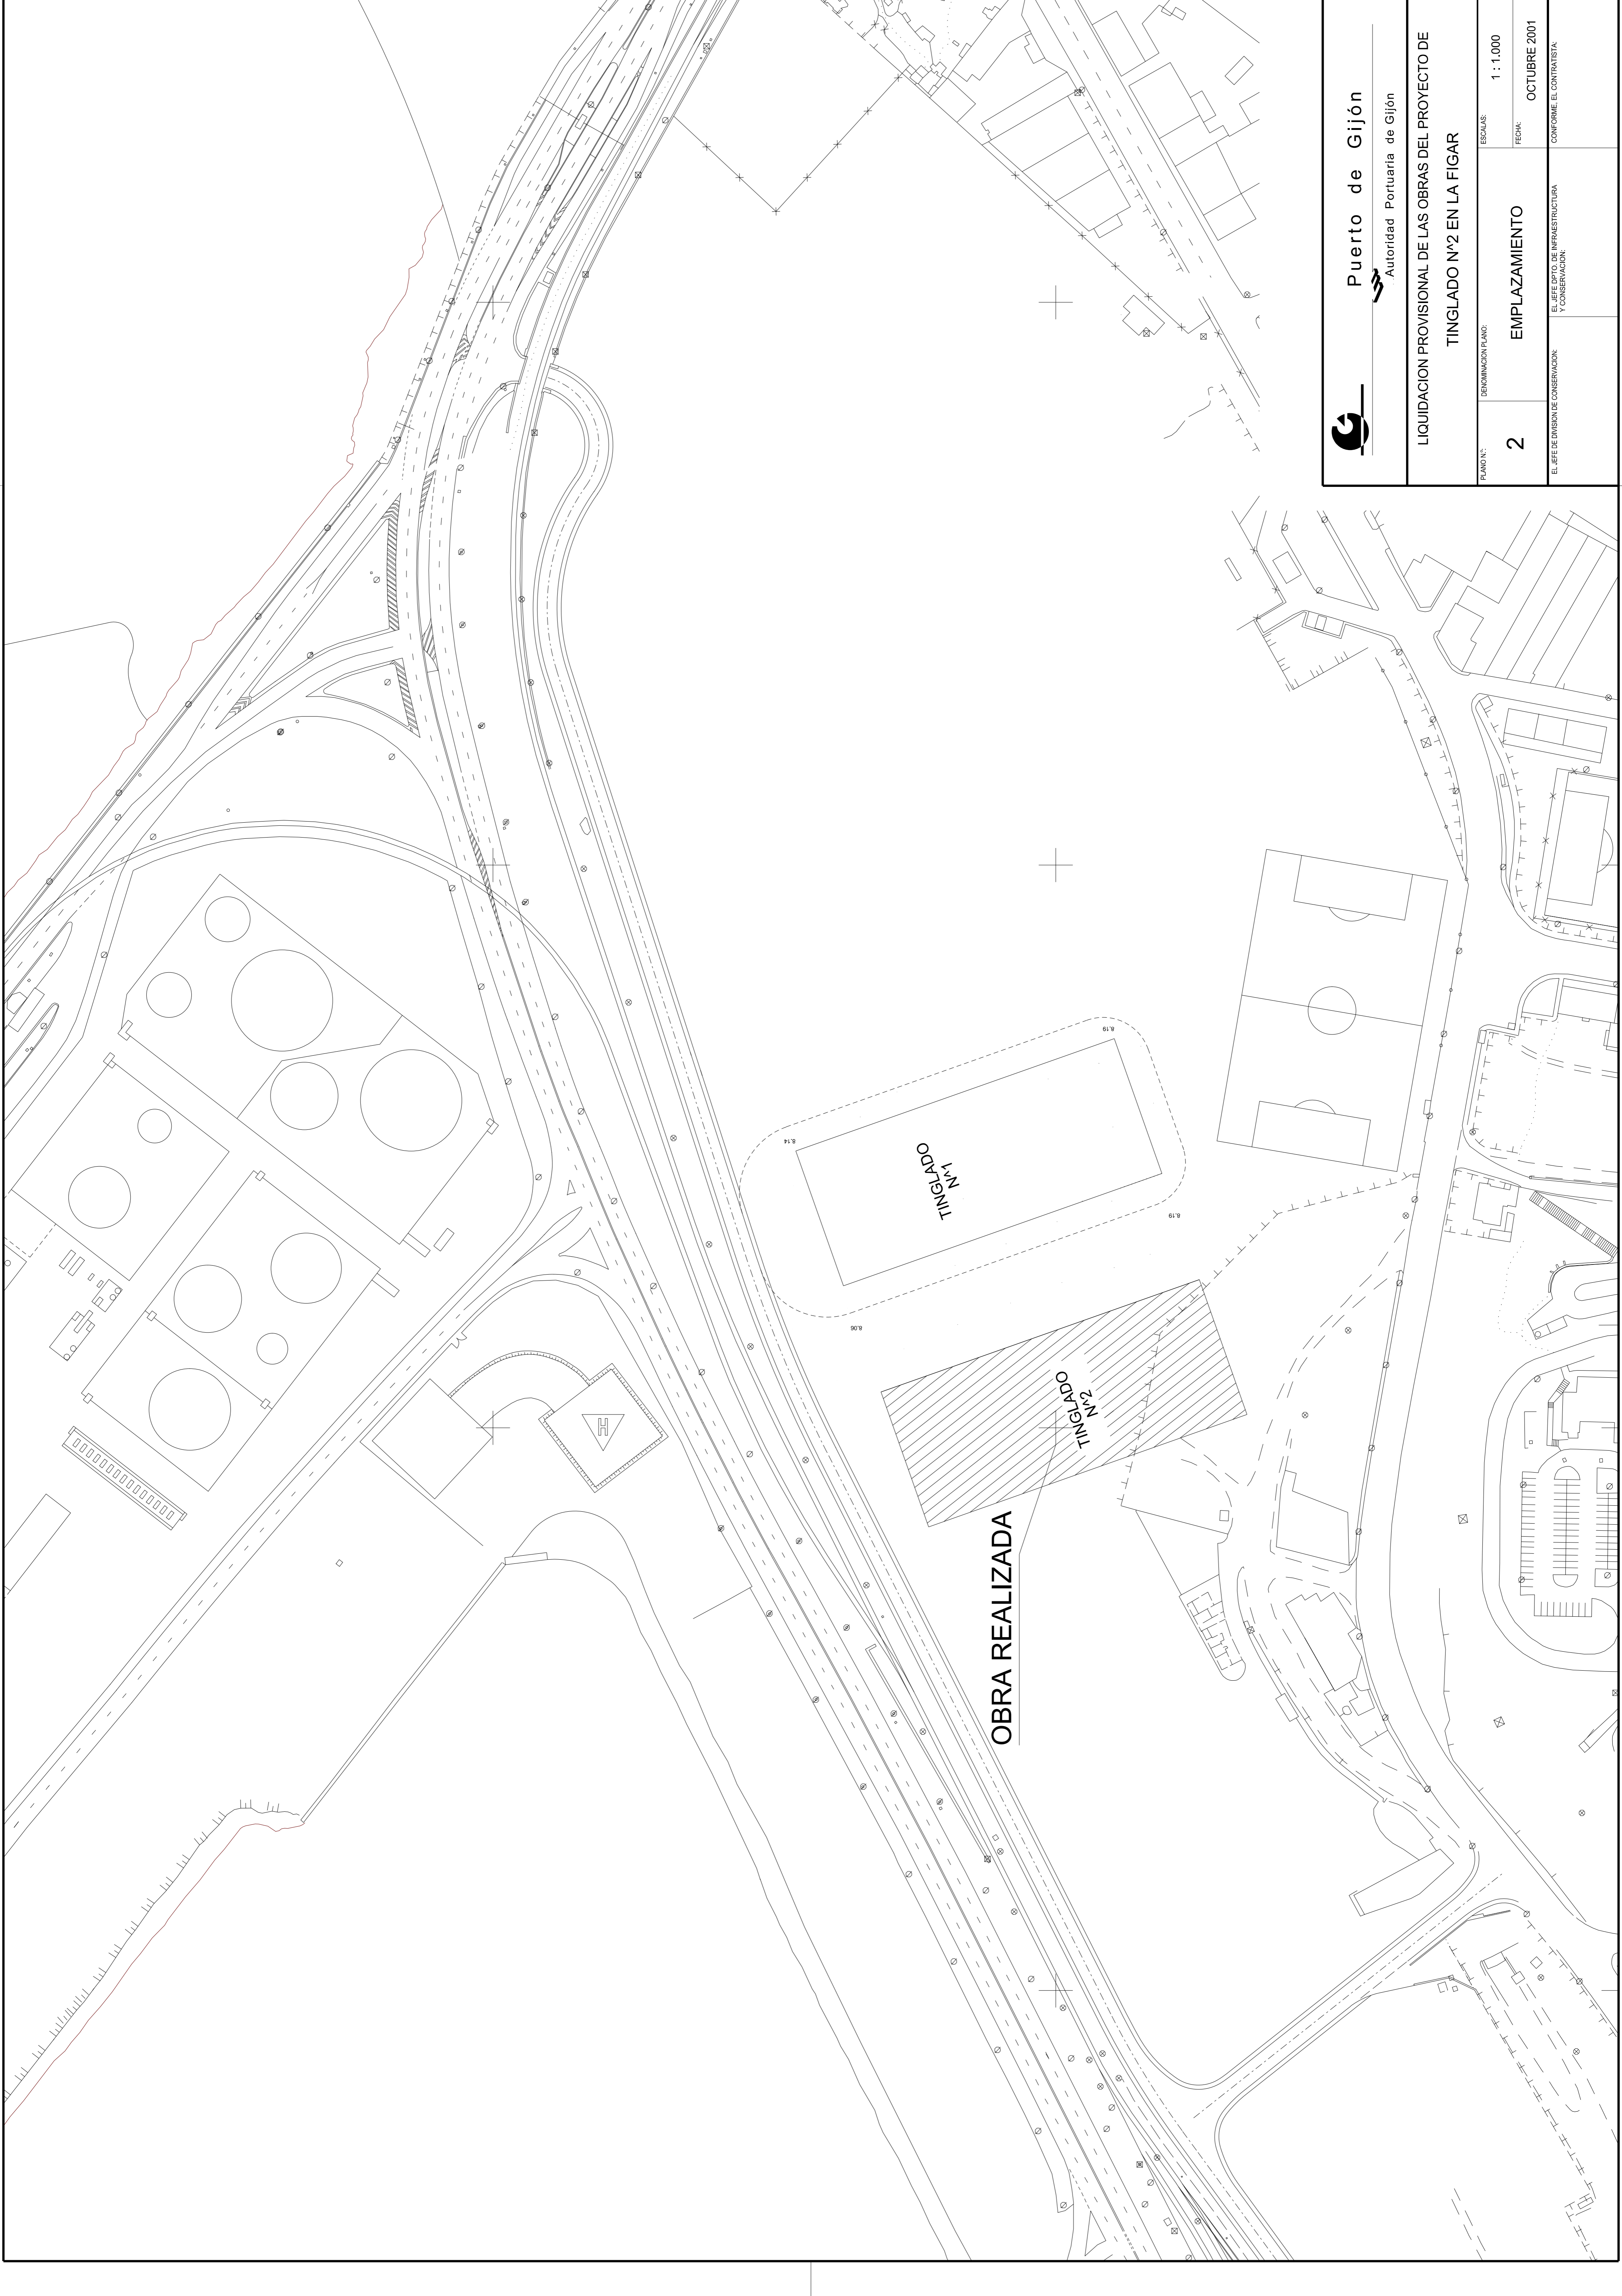 Puerto de Gijón
Autoridad Portuaria de Gijón
LIQUIDACION PROVISIONAL DE LAS OBRAS DEL PROYECTO DE
TINGLADO N^2 EN LA FIGAR
PLANO N.º:
2
DENOMINACION PLANO:
EMPLAZAMIENTO
ESCALAS:
1 : 1.000
FECHA:
OCTUBRE 2001
EL JEFE DE DIVISION DE CONSERVACION:
EL JEFE DPTO. DE INFRAESTRUCTURA
Y CONSERVACION:
CONFORME, EL CONTRATISTA:
TINGLADO
N^1
8.19
8.14
8.19
8.06
TINGLADO
N^2
OBRA REALIZADA
H